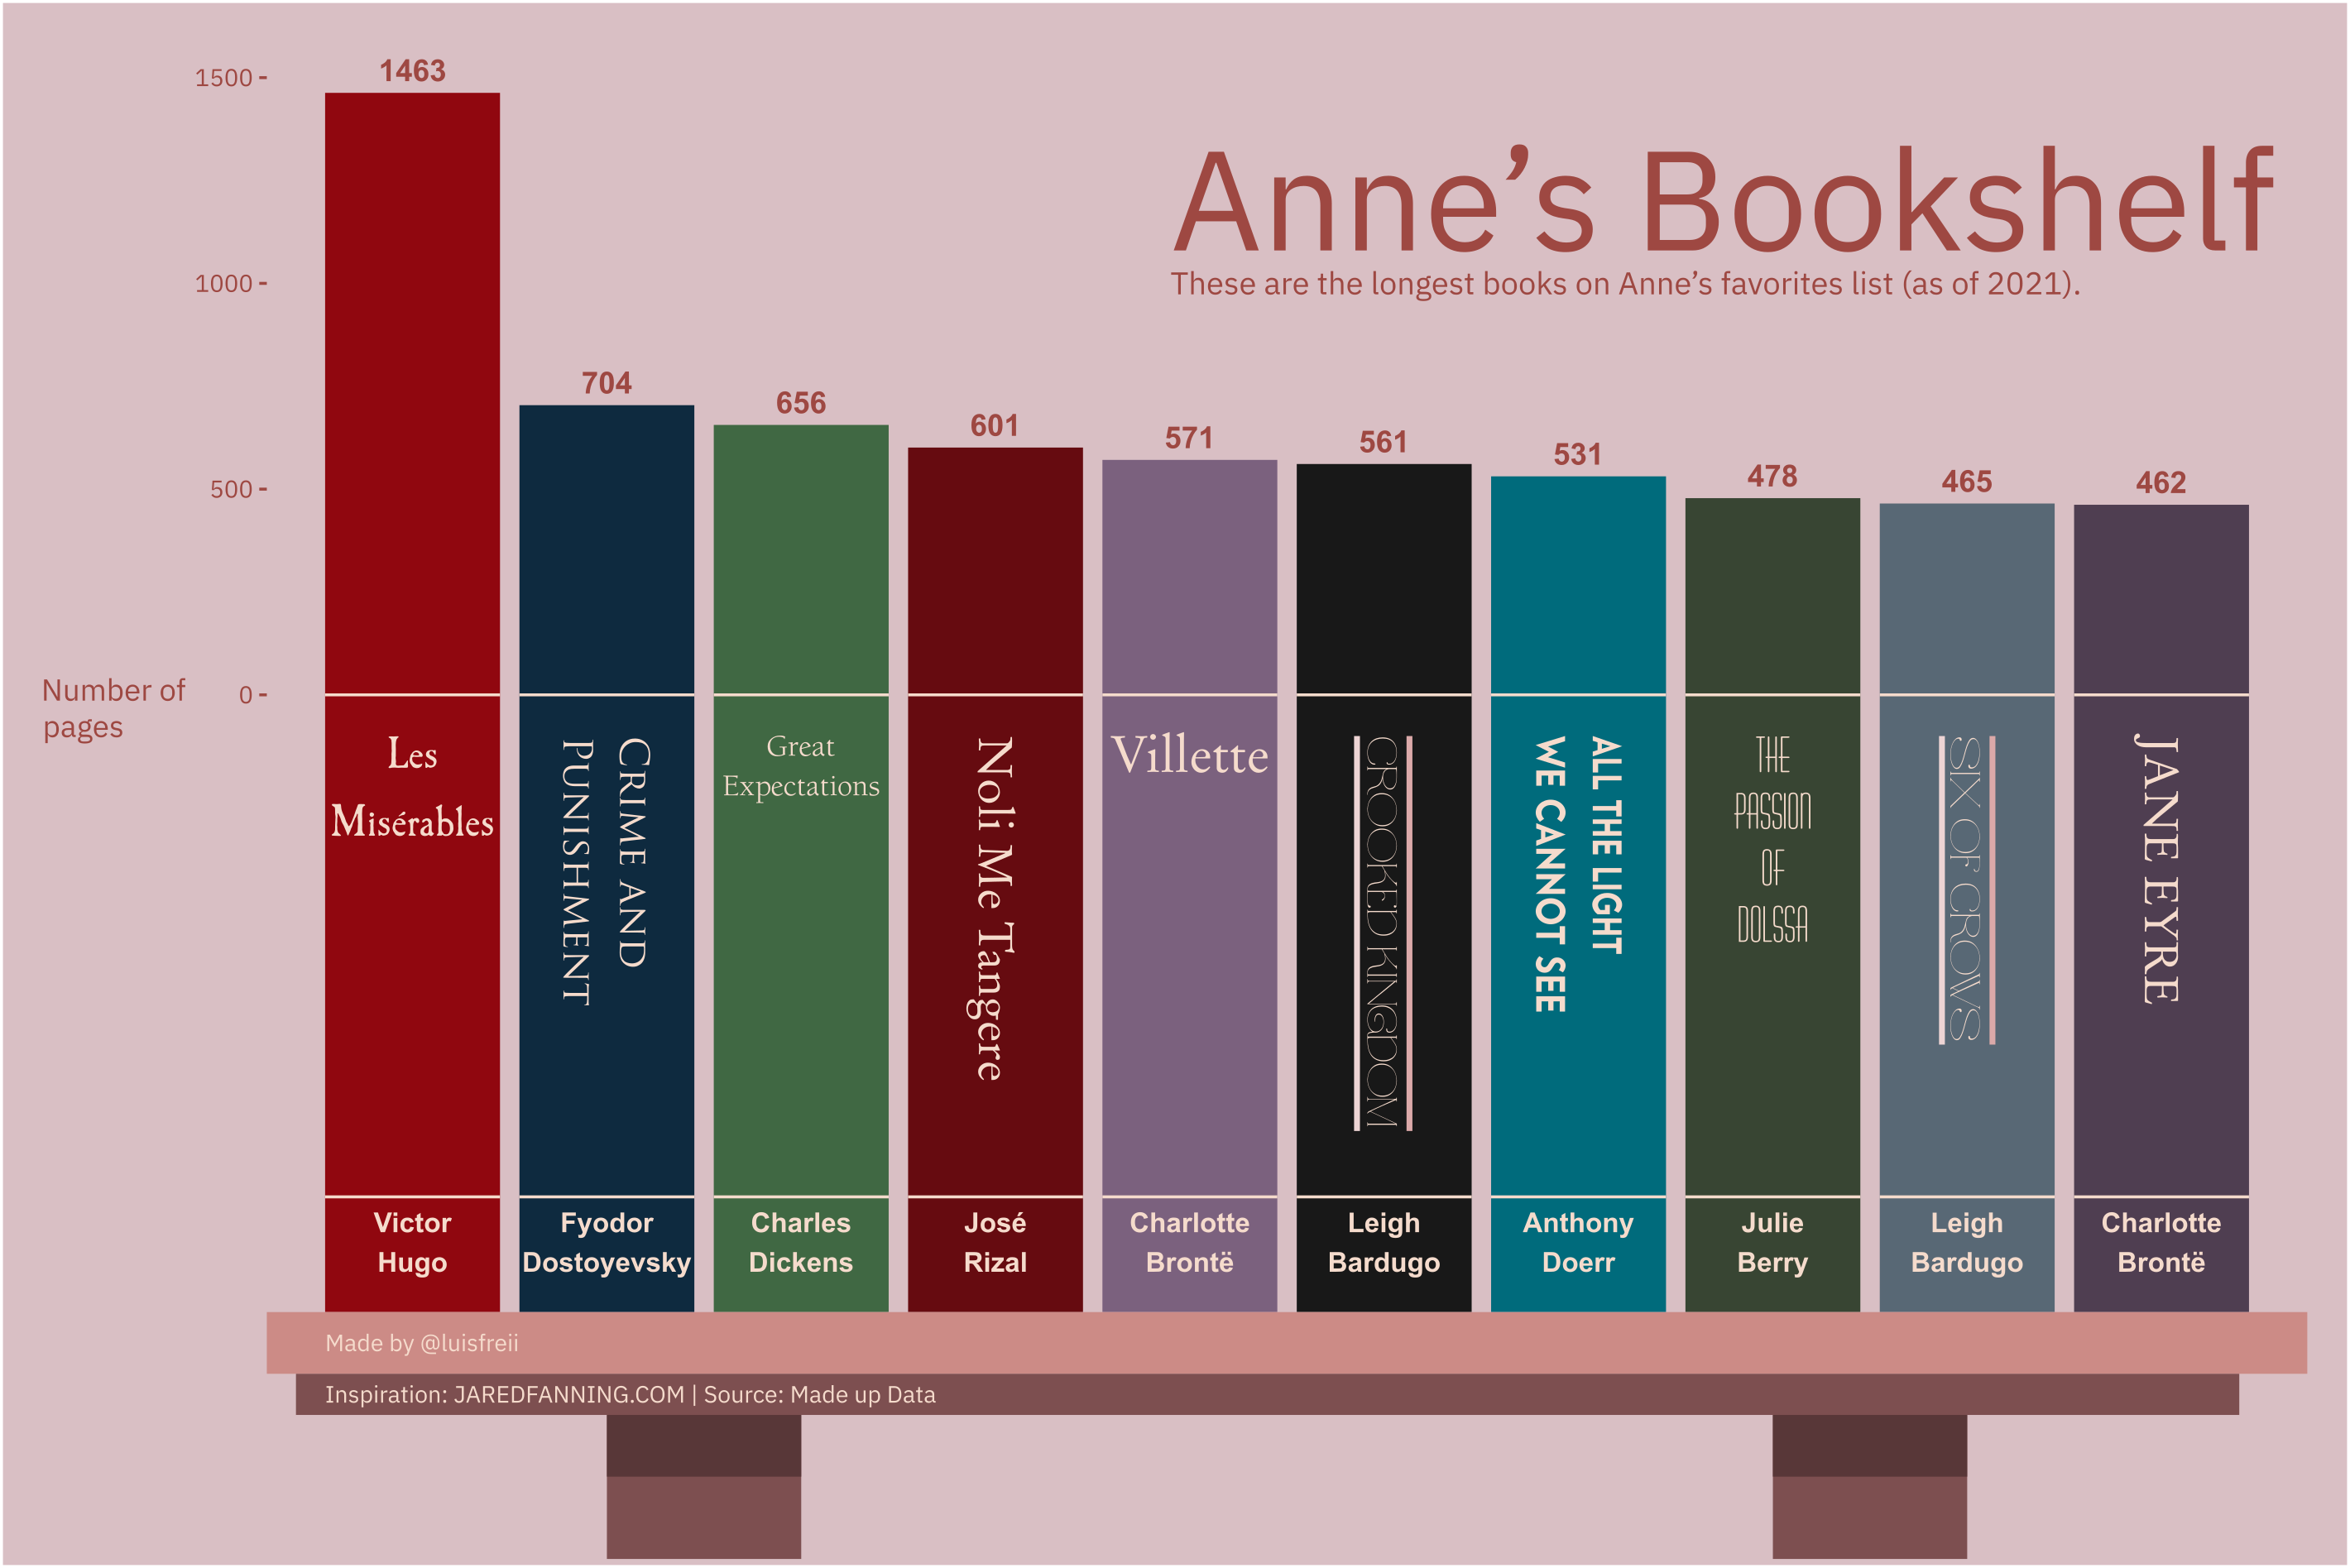 Anne’s Bookshelf
These are the longest books on Anne’s favorites list (as of 2021).
1500
1000
500
0
Number of
pages
1463
704
656
601
571
561
531
478
465
462
Les
Misérables
CRIME AND
PUNISHMENT
Great
Expectations
Noli Me Tangere
Villette
CROOKED KINGDOM
ALL THE LIGHT
WE CANNOT SEE
THE
PASSION
OF
DOLSSA
SIX OF CROWS
JANE EYRE
Victor
Hugo
Fyodor
Dostoyevsky
Charles
Dickens
José
Rizal
Charlotte
Brontë
Leigh
Bardugo
Anthony
Doerr
Julie
Berry
Leigh
Bardugo
Charlotte
Brontë
Made by @luisfreii
Inspiration: JAREDFANNING.COM | Source: Made up Data